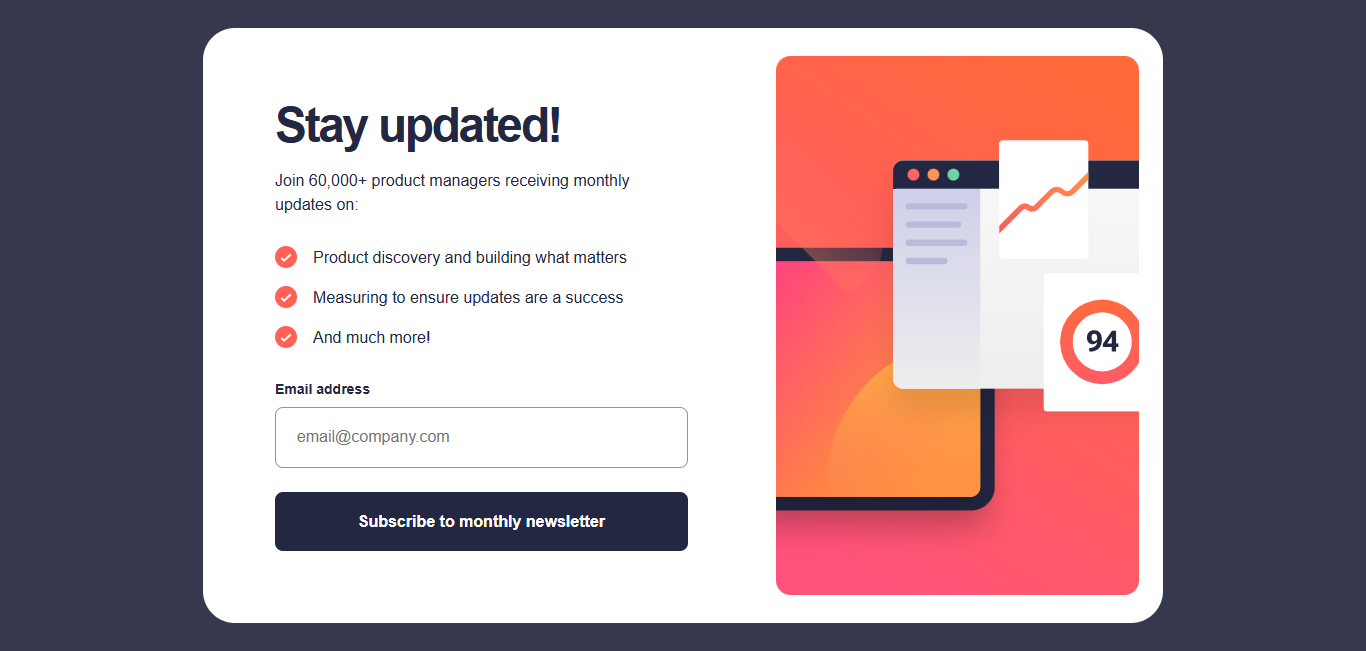 Stay updated!
Join 60,000+ product managers receiving monthly
updates on:
Product discovery and building what matters
Measuring to ensure updates are a success
And much more!
Email address
email@company.com
Subscribe to monthly newsletter
94